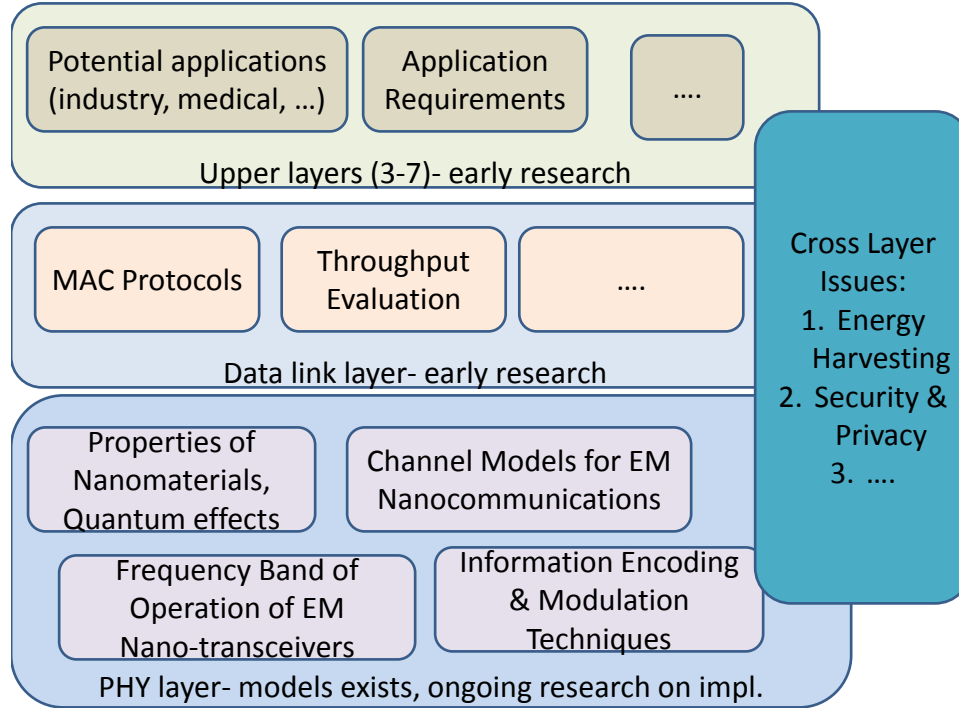 Potential applications
(industry, medical, …)
Application
Requirements
….
Upper layers (3-7)- early research
MAC Protocols
Throughput
Evaluation
….
Data link layer- early research
Properties of
Nanomaterials,
Quantum effects
Channel Models for EM
Nanocommunications
Frequency Band of
Operation of EM
Nano-transceivers
Information Encoding
& Modulation
Techniques
PHY layer- models exists, ongoing research on impl.
Cross Layer
Issues:
1. Energy
Harvesting
2. Security &
Privacy
3. ….